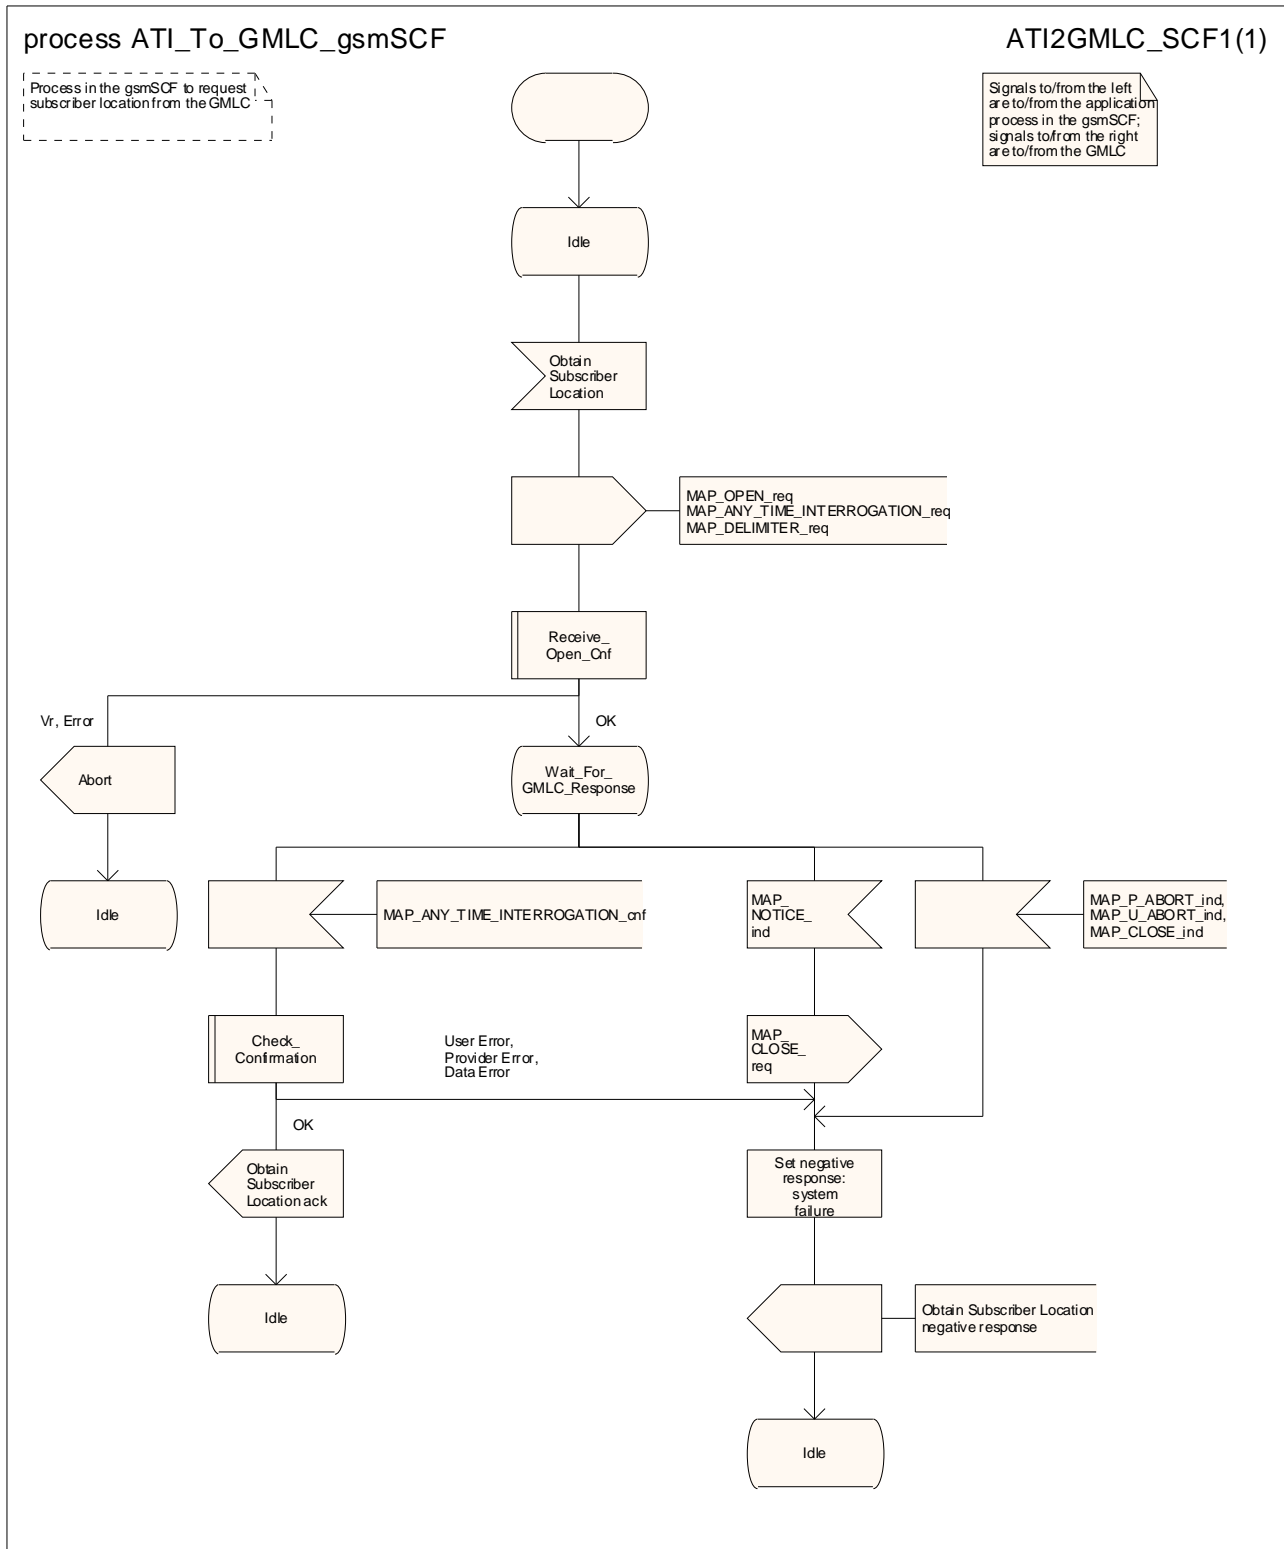 process ATI_To_GMLC_gsmSCF
ATI2GMLC_SCF1(1)
Process in the gsmSCF to request
subscriber location from the GMLC
Signals to/from the left
are to/from the application
process in the gsmSCF;
signals to/from the right
are to/from the GMLC
Idle
Obtain
Subscriber
Location
MAP_OPEN_req
MAP_ANY_TIME_INTERROGATION_req
MAP_DELIMITER_req
Receive_
Open_Cnf
Vr, Error
OK
Abort
Wait_For_
GMLC_Response
Idle
MAP_ANY_TIME_INTERROGATION_cnf
MAP_
NOTICE_
ind
MAP_P_ABORT_ind,
MAP_U_ABORT_ind,
MAP_CLOSE_ind
Check_
Confirmation
User Error,
Provider Error,
Data Error
MAP_
CLOSE_
req
OK
Obtain
Subscriber
Location ack
Set negative
response:
system
failure
Idle
Obtain Subscriber Location
negative response
Idle